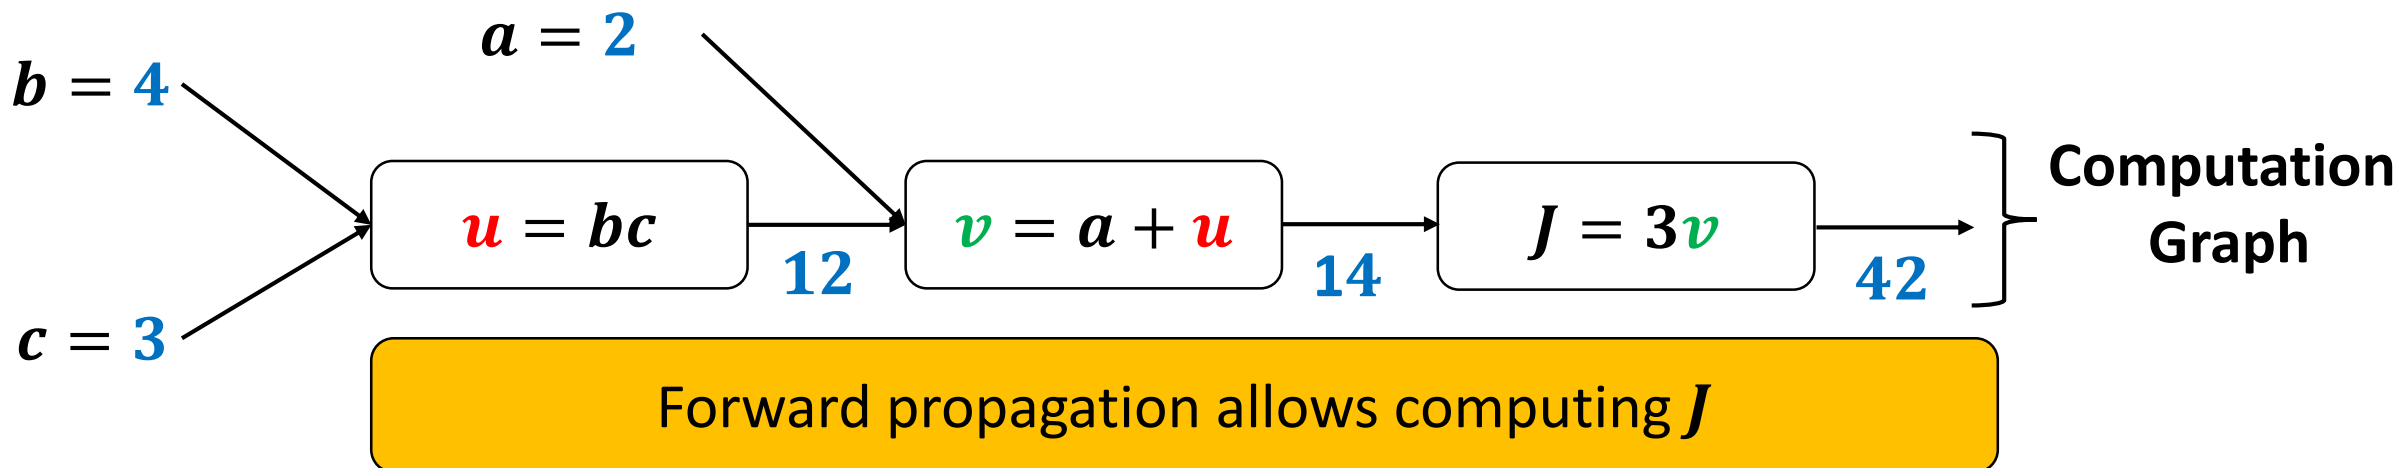 a = 2
b = 4
u = bc
v = a + u
J = 3v
Computation
Graph
12
14
42
c = 3
Forward propagation allows computing J